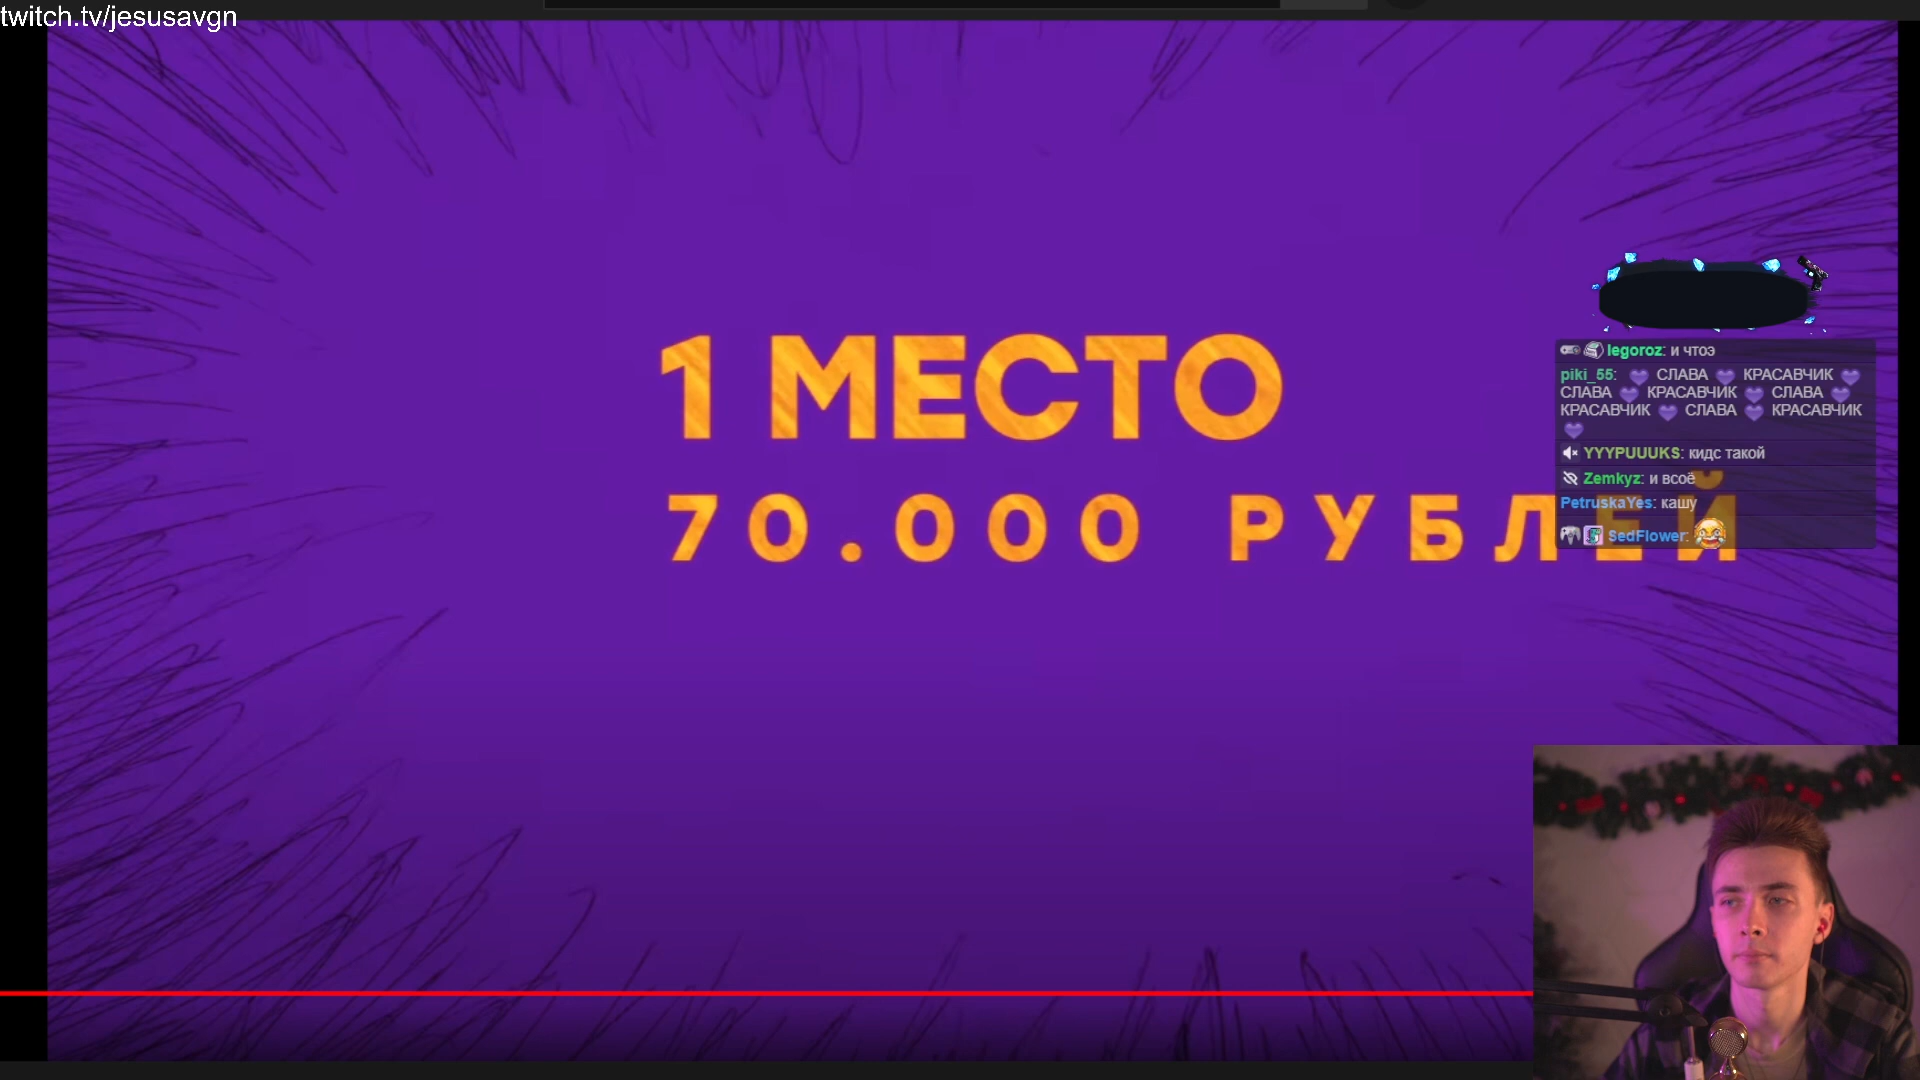 twitch.tv/jesusavgn
1 МЕСТО
70.000 РУБЛЕЙ
legoroz: и чтоэ
piki_55: СЛАВА КРАСАВЧИК
СЛАВА КРАСАВЧИК СЛАВА
КРАСАВЧИК СЛАВА КРАСАВЧИК
YYYPUUUKS: кидс такой
Zemkyz: и всоё
PetruskaYes: кашу
SedFlower: